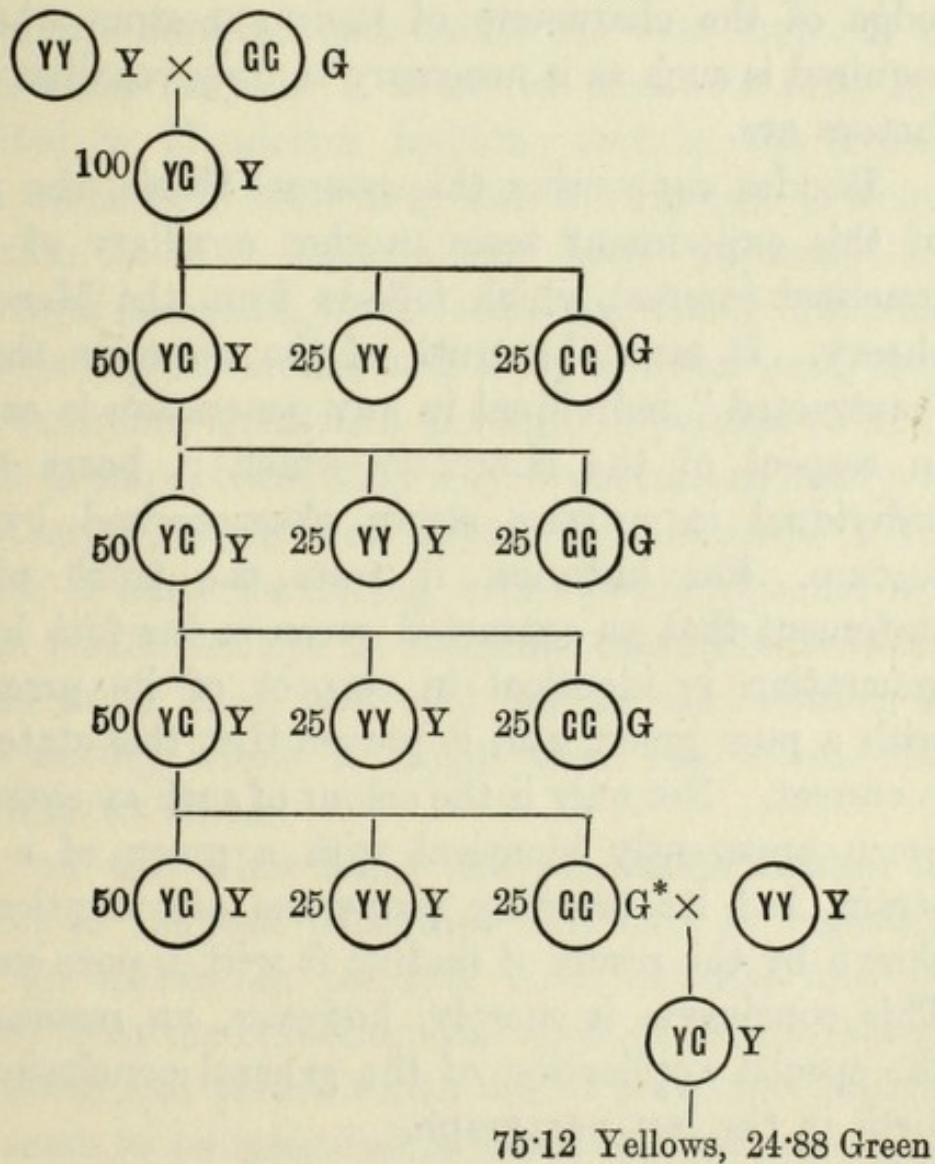 YY Y × GG G
100 YG Y
50 YG Y 25 YY 25 GG G
50 YG Y 25 YY Y 25 GG G
50 YG Y 25 YY Y 25 GG G
50 YG Y 25 YY Y 25 GG G* × YY Y
YG Y
75·12 Yellows, 24·88 Green